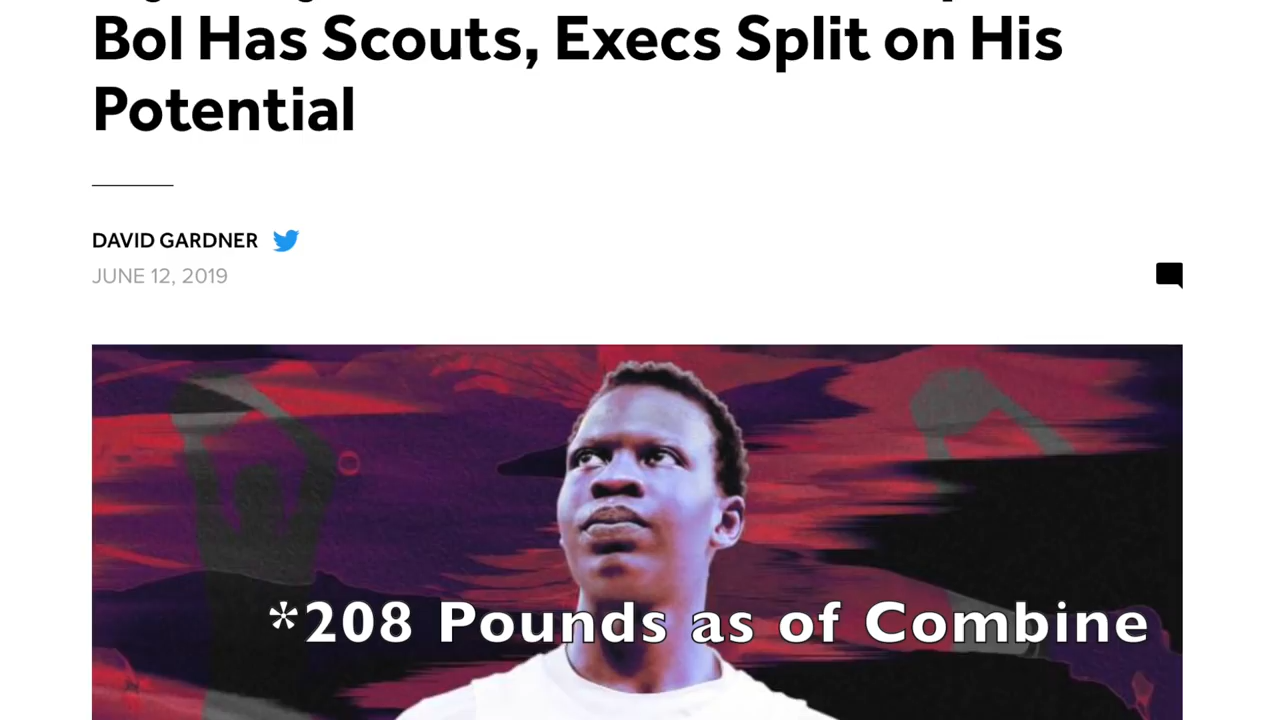 Bol Has Scouts, Execs Split on His
Potential
DAVID GARDNER
JUNE 12, 2019
*208 Pounds as of Combine